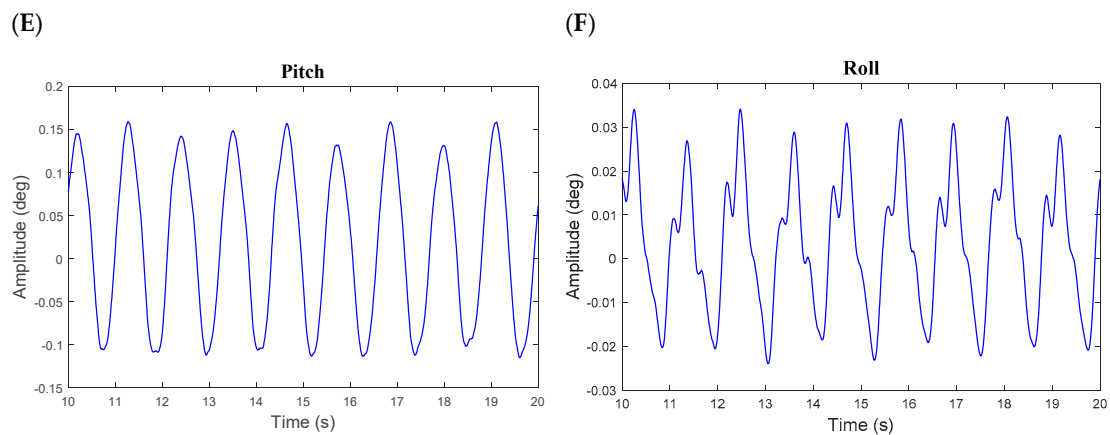 (E)
(F)
Pitch
Roll
0.2
0.15
0.1
0.05
0
-0.05
-0.1
-0.15
Amplitude (deg)
10 11 12 13 14 15 16 17 18 19 20
Time (s)
0.04
0.03
0.02
0.01
0
-0.01
-0.02
-0.03
Amplitude (deg)
10 11 12 13 14 15 16 17 18 19 20
Time (s)